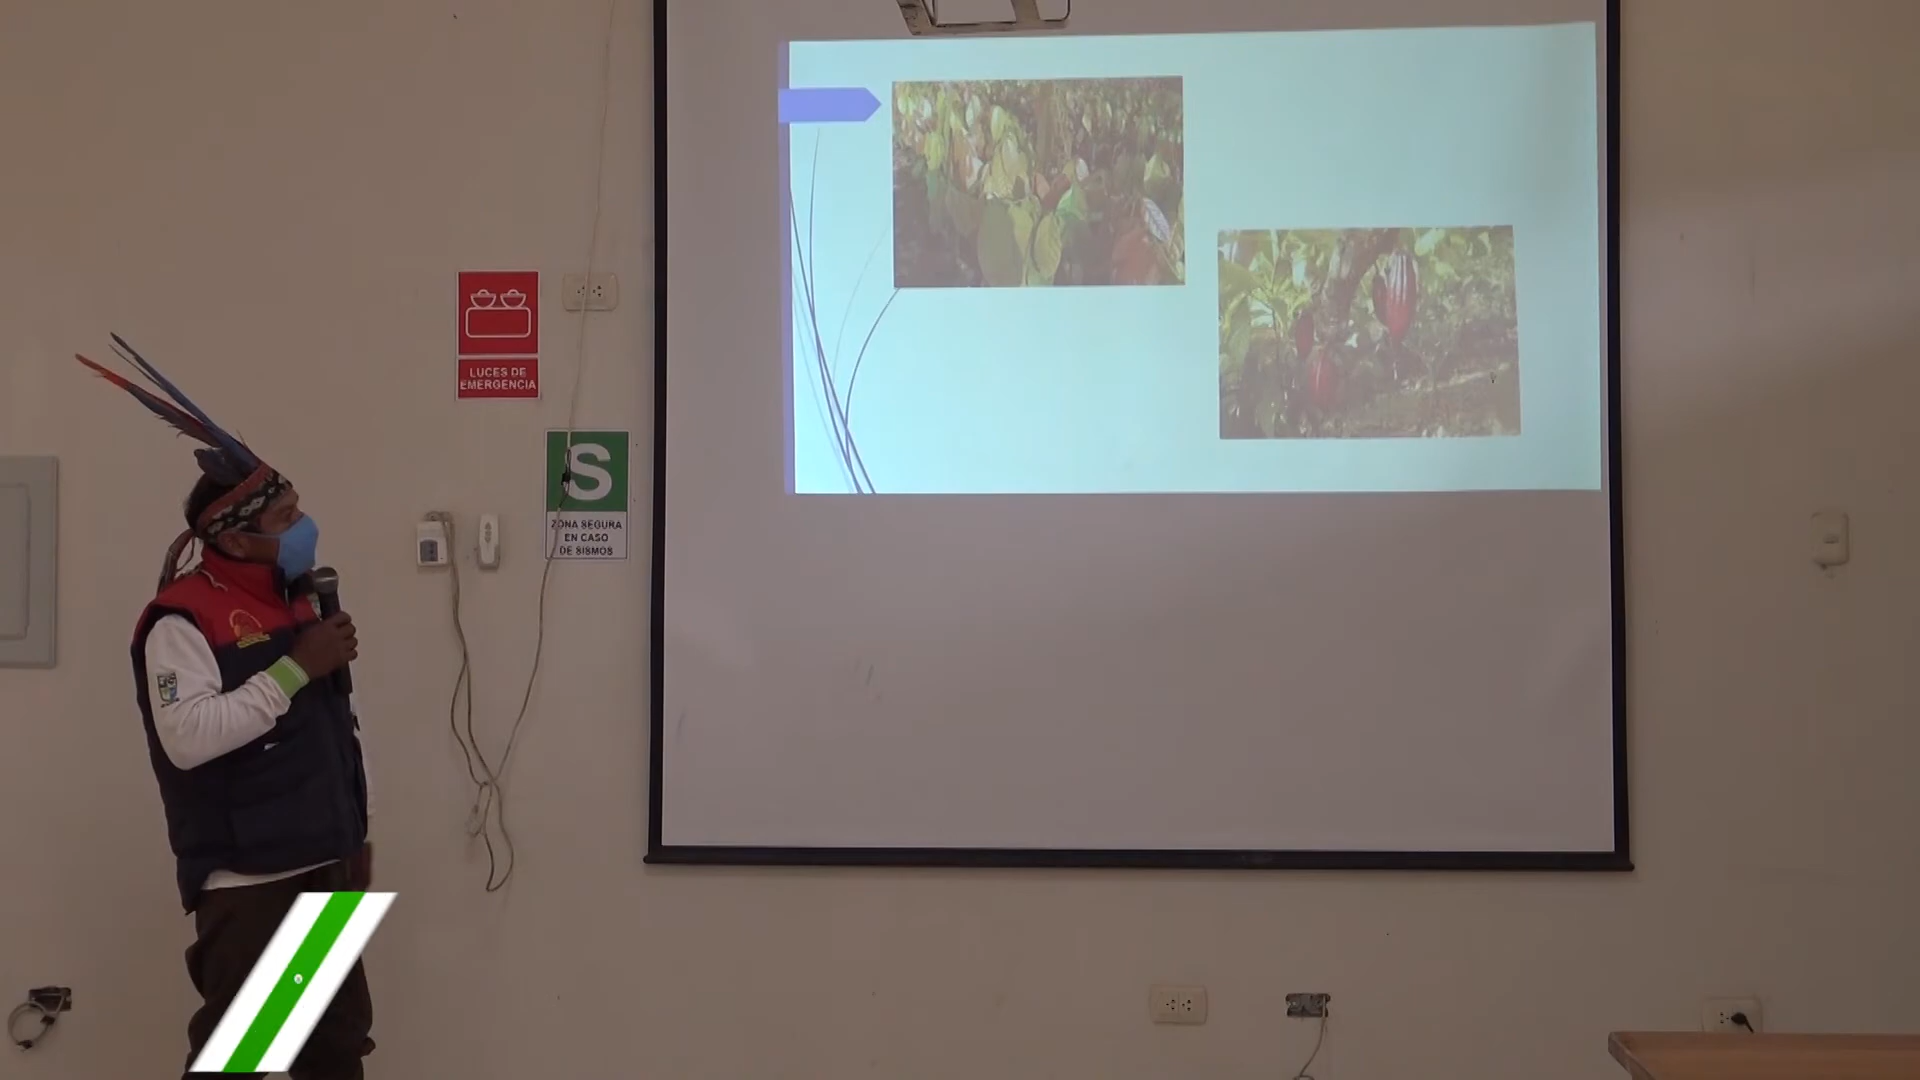 LUCES DE
EMERGENCIA
S
ZONA SEGURA
EN CASO
DE SISMOS